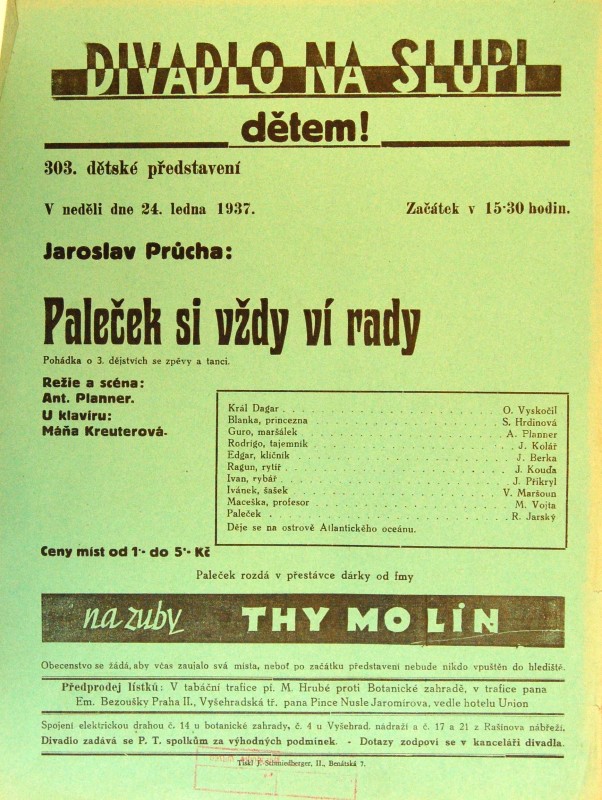 DIVADLO NA SLUPI
dětem!
303. dětské představení
V neděli dne 24. ledna 1937. Začátek v 15·30 hodin.
Jaroslav Průcha:
Paleček si vždy ví rady
Pohádka o 3. dějstvích se zpěvy a tanci.
Režie a scéna:
Ant. Planner.
U klavíru:
Máňa Kreuterová.
Král Dagar . . . . . . . . . . O. Vyskočil
Blanka, princezna . . . . . . . . . . S. Hrdinová
Guro, maršálek . . . . . . . . . . A. Planner
Rodrigo, tajemník . . . . . . . . . . J. Kolář
Edgar, klíčník . . . . . . . . . . J. Berka
Ragun, rytíř . . . . . . . . . . J. Kouďa
Ivan, rybář . . . . . . . . . . J. Přikryl
Ivánek, šašek . . . . . . . . . . V. Maršoun
Maceška, profesor . . . . . . . . . . M. Vojta
Paleček . . . . . . . . . . R. Jarský
Děje se na ostrově Atlantického oceánu.
Ceny míst od 1·- do 5·- Kč
Paleček rozdá v přestávce dárky od fmy
na zuby THYMOLÍN
Obecenstvo se žádá, aby včas zaujalo svá místa, neboť po začátku představení nebude nikdo vpuštěn do hlediště.
Předprodej lístků: V tabáční trafice pí. M. Hrubé proti Botanické zahradě, v trafice pana
Em. Bezoušky Praha II., Vyšehradská tř. pana Pince Nusle Jaromírova, vedle hotelu Union
Spojení elektrickou drahou č. 14 u botanické zahrady, č. 4 u Vyšehrad. nádraží a č. 17 a 21 z Rašínova nábřeží.
Divadlo zadává se P. T. spolkům za výhodných podmínek. - Dotazy zodpoví se v kanceláři divadla.
Tiskl J. Schmiedberger, II., Benátská 7.